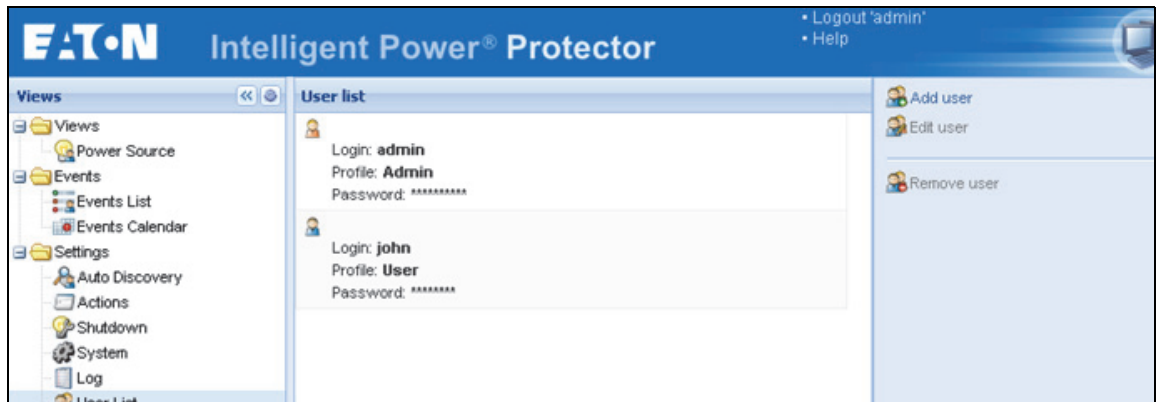 • Logout 'admin'
• Help
EATON Intelligent Power® Protector
Views
Views
Power Source
Events
Events List
Events Calendar
Settings
Auto Discovery
Actions
Shutdown
System
Log
User List
User list
Login: admin
Profile: Admin
Password: **********
Login: john
Profile: User
Password: ********
Add user
Edit user
Remove user